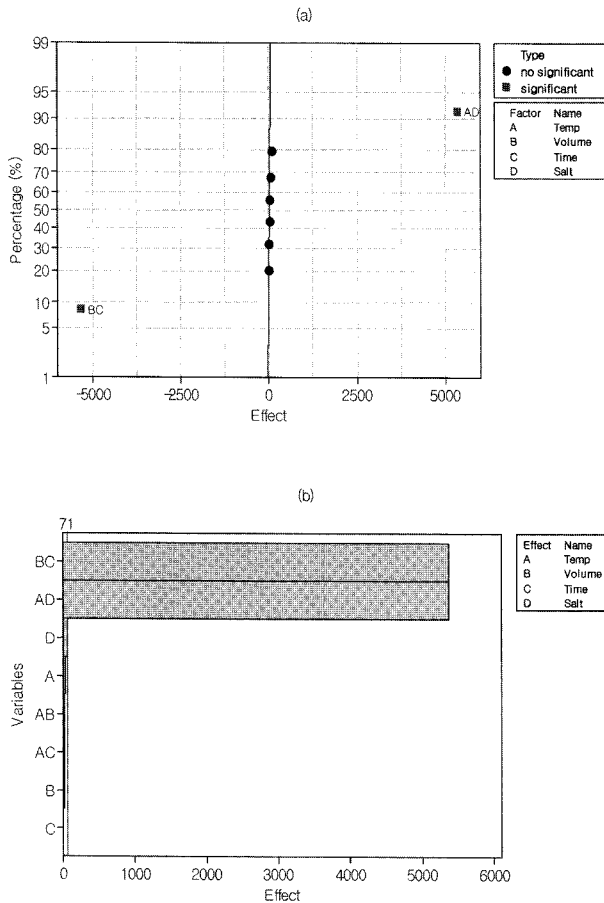 (a)
99
95
90
80
70
60
50
40
30
20
10
5
1
Percentage (%)
AD
BC
-5000
-2500
0
2500
5000
Effect
Type
no significant
significant
Factor Name
A Temp
B Volume
C Time
D Salt
(b)
71
BC
AD
D
A
AB
AC
B
C
Variables
0
1000
2000
3000
4000
5000
6000
Effect
Effect Name
A Temp
B Volume
C Time
D Salt